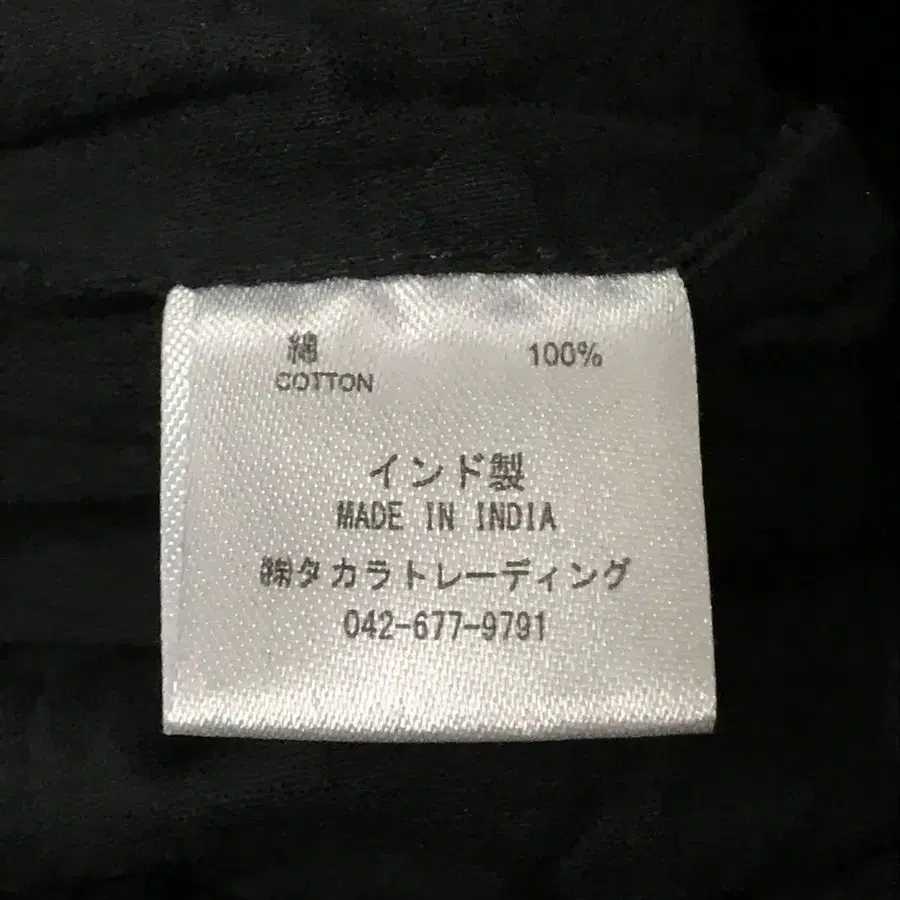 綿 100%
COTTON
インド製
MADE IN INDIA
㈱タカラトレーディング
042-677-9791